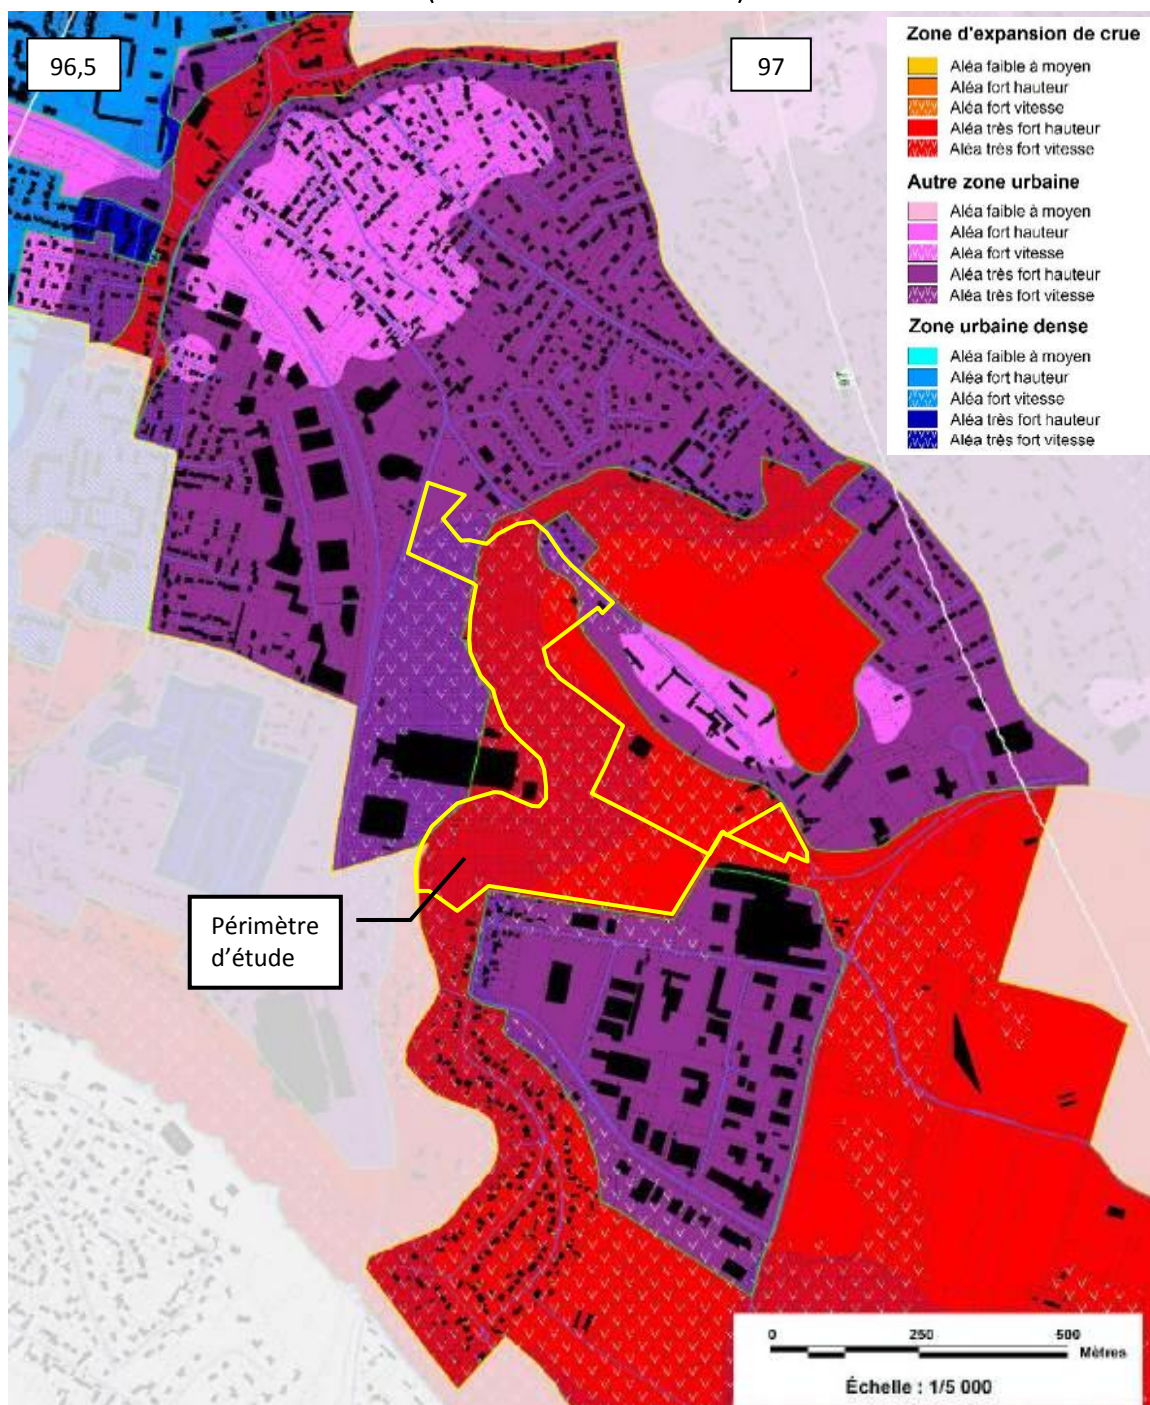 96,5
97
Zone d'expansion de crue
Aléa faible à moyen
Aléa fort hauteur
Aléa fort vitesse
Aléa très fort hauteur
Aléa très fort vitesse
Autre zone urbaine
Aléa faible à moyen
Aléa fort hauteur
Aléa fort vitesse
Aléa très fort hauteur
Aléa très fort vitesse
Zone urbaine dense
Aléa faible à moyen
Aléa fort hauteur
Aléa fort vitesse
Aléa très fort hauteur
Aléa très fort vitesse
Périmètre
d'étude
0 250 500
Mètres
Échelle : 1/5 000